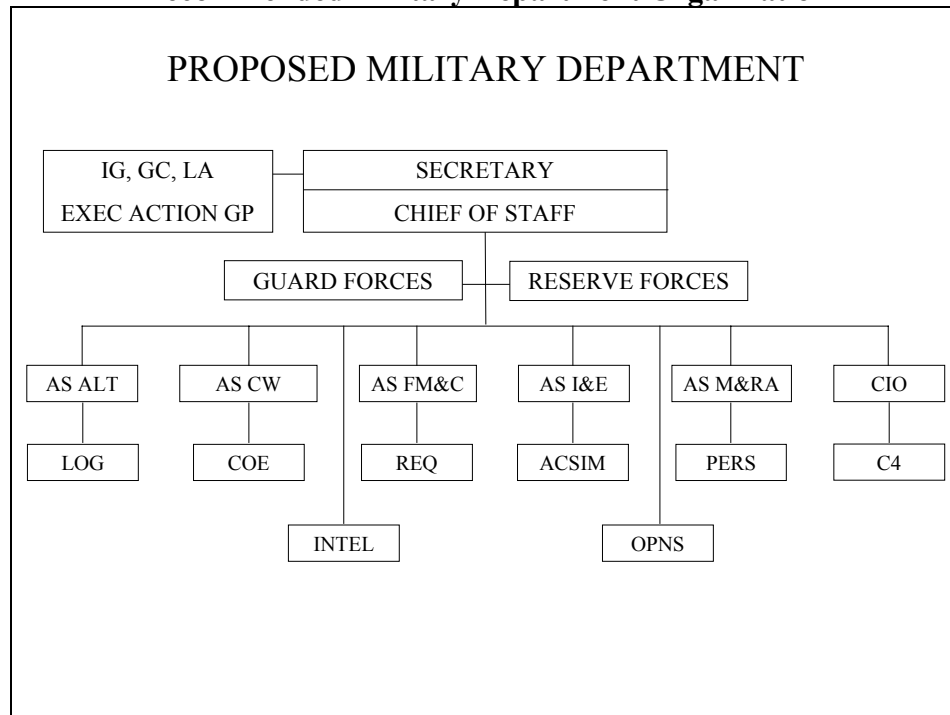 PROPOSED MILITARY DEPARTMENT
IG, GC, LA
EXEC ACTION GP
SECRETARY
CHIEF OF STAFF
GUARD FORCES
RESERVE FORCES
AS ALT
AS CW
AS FM&C
AS I&E
AS M&RA
CIO
LOG
COE
REQ
ACSIM
PERS
C4
INTEL
OPNS